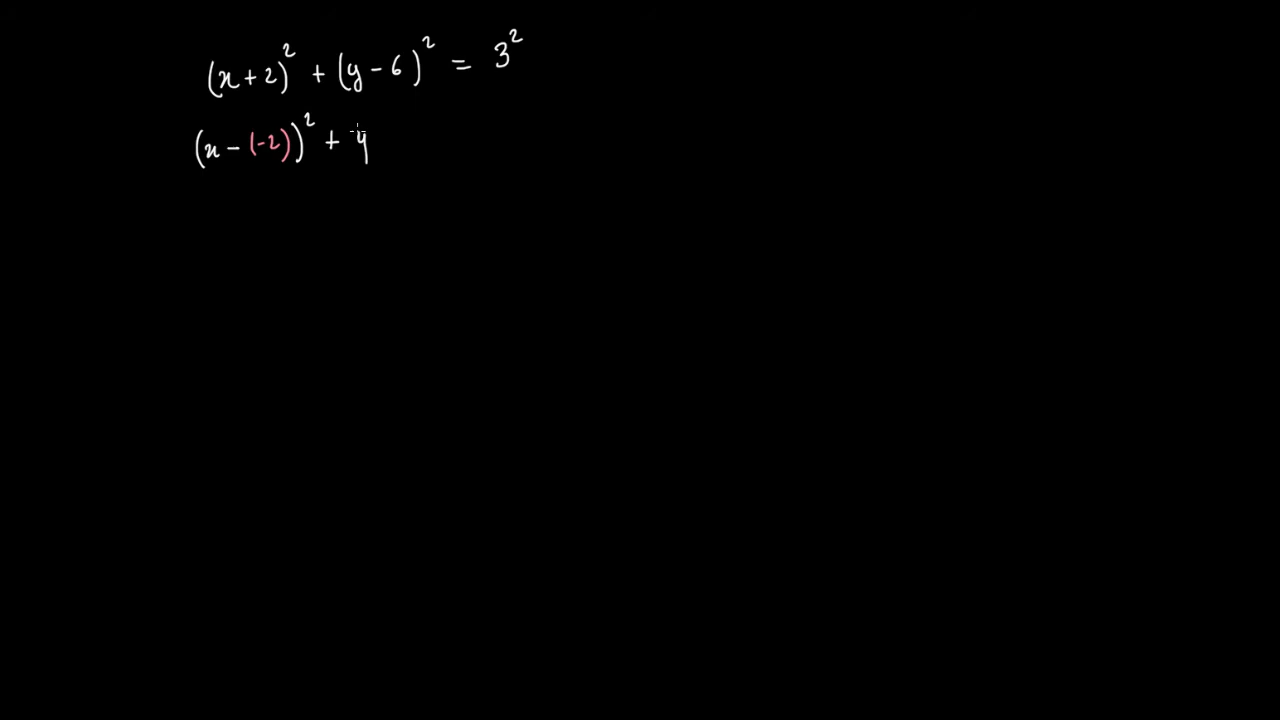 (x+2)² + (y-6)² = 3²
(x-(-2))² + y